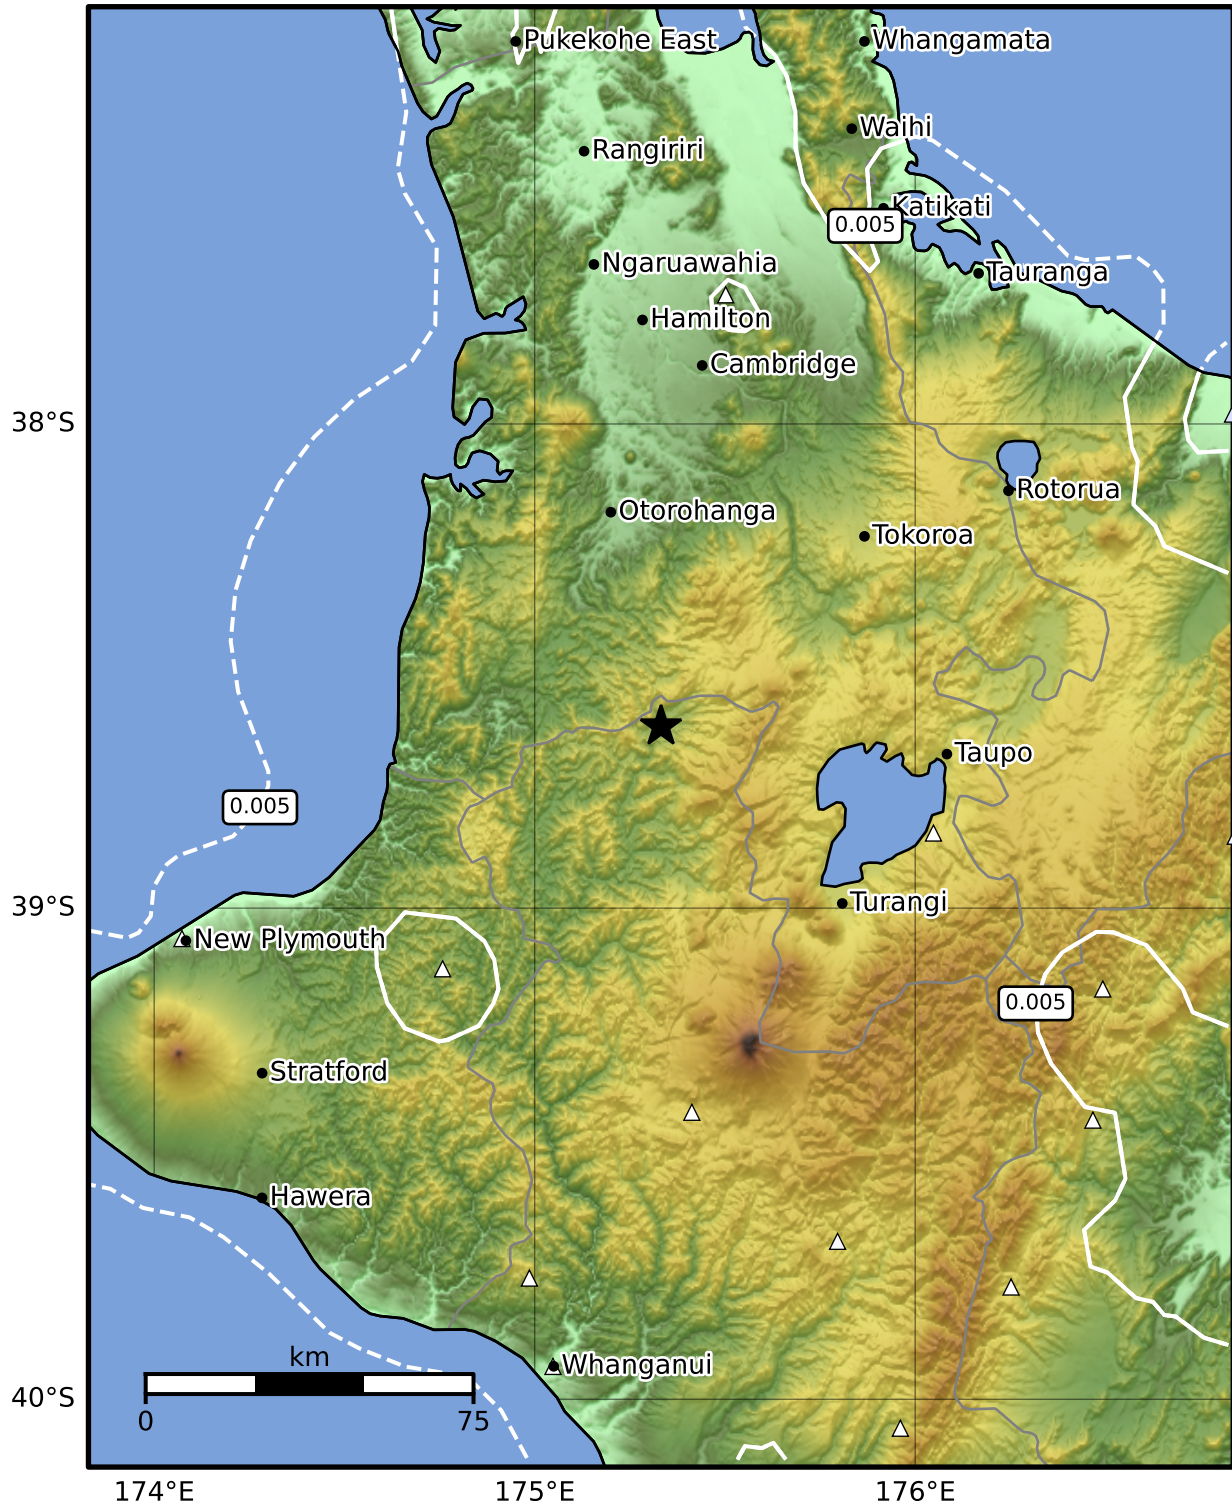 Pukekohe East
Whangamata
Waihi
Rangiriri
Katikati
0.005
Ngaruawahia
Tauranga
Hamilton
Cambridge
38°S
Rotorua
Otorohanga
Tokoroa
Taupo
0.005
39°S
Turangi
New Plymouth
0.005
Stratford
Hawera
km
Whanganui
40°S
0
75
174°E
175°E
176°E